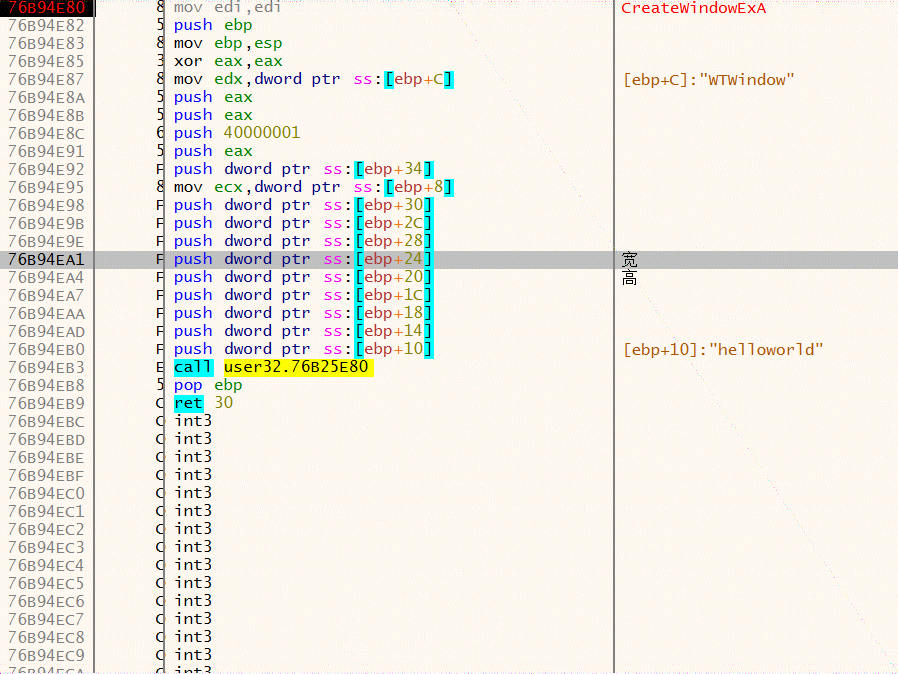 76B94E80 8 mov edi,edi CreateWindowExA
76B94E82 5 push ebp
76B94E83 8 mov ebp,esp
76B94E85 3 xor eax,eax
76B94E87 8 mov edx,dword ptr ss:[ebp+C] [ebp+C]:"WTWindow"
76B94E8A 5 push eax
76B94E8B 5 push eax
76B94E8C 6 push 40000001
76B94E91 5 push eax
76B94E92 F push dword ptr ss:[ebp+34]
76B94E95 8 mov ecx,dword ptr ss:[ebp+8]
76B94E98 F push dword ptr ss:[ebp+30]
76B94E9B F push dword ptr ss:[ebp+2C]
76B94E9E F push dword ptr ss:[ebp+28]
76B94EA1 F push dword ptr ss:[ebp+24] 宽
76B94EA4 F push dword ptr ss:[ebp+20] 高
76B94EA7 F push dword ptr ss:[ebp+1C]
76B94EAA F push dword ptr ss:[ebp+18]
76B94EAD F push dword ptr ss:[ebp+14]
76B94EB0 F push dword ptr ss:[ebp+10] [ebp+10]:"helloworld"
76B94EB3 E call user32.76B25E80
76B94EB8 5 pop ebp
76B94EB9 C ret 30
76B94EBC C int3
76B94EBD C int3
76B94EBE C int3
76B94EBF C int3
76B94EC0 C int3
76B94EC1 C int3
76B94EC2 C int3
76B94EC3 C int3
76B94EC4 C int3
76B94EC5 C int3
76B94EC6 C int3
76B94EC7 C int3
76B94EC8 C int3
76B94EC9 C int3
76B94ECA C int3